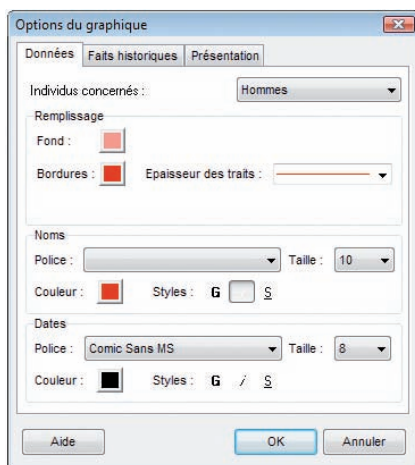 Options du graphique
Données Faits historiques Présentation
Individus concernés : Hommes
Remplissage
Fond :
Bordures : Epaisseur des traits :
Noms
Police : Taille : 10
Couleur : Styles : G S
Dates
Police : Comic Sans MS Taille : 8
Couleur : Styles : G i S
Aide OK Annuler